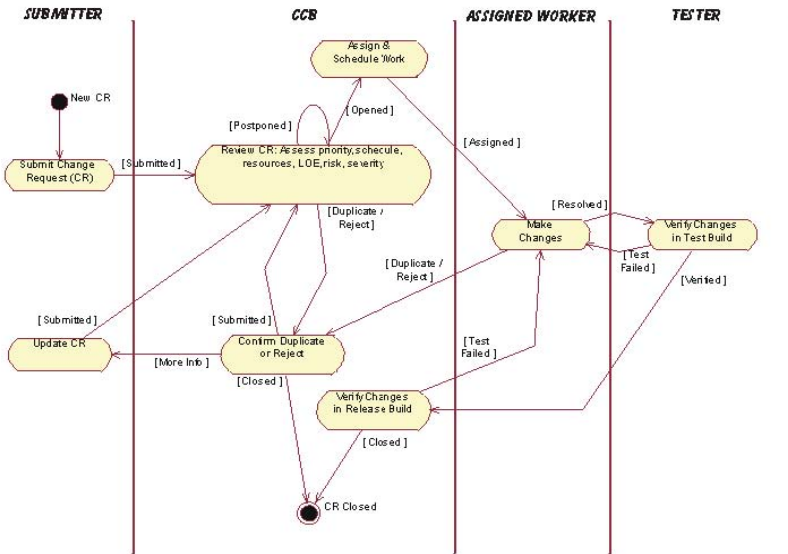 SUBMITTER
CCB
ASSIGNED WORKER
TESTER
Assign &
Schedule Work
New CR
[Postponed ]
[Opened ]
[Assigned ]
Submit Change
Request (CR)
[Submitted ]
Review CR: Assess priority,schecule,
resources, LOE,risk, severity
[Duplicate /
Reject]
[Resolved ]
Make
Changes
Verify Changes
in Test Build
[Test
Failed ]
[Duplicate /
Reject]
[Verified ]
[Submitted ]
[Submitted ]
Update CR
[More Info ]
Confirm Duplicate
or Reject
[Test
Failed ]
[Closed ]
Verify Changes
in Release Build
[Closed ]
CR Closed